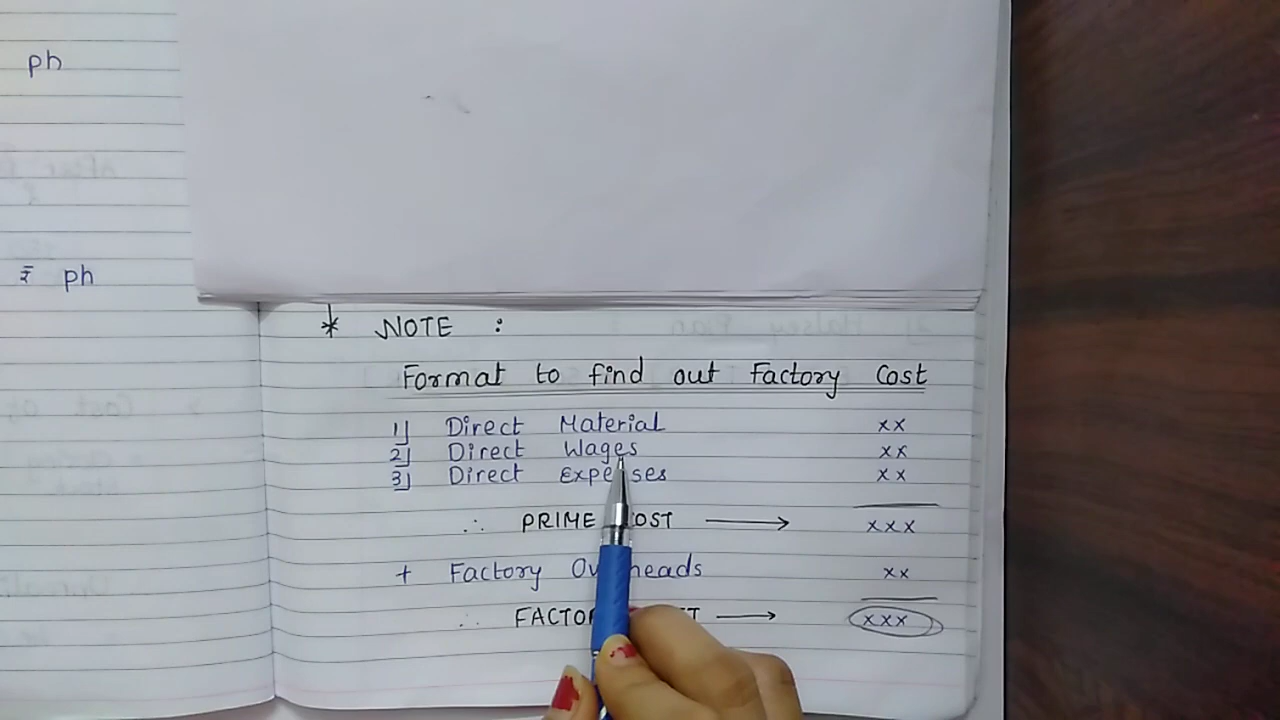 ph
₹ ph
* NOTE :
Format to find out Factory Cost
1] Direct Material xx
2] Direct Wages xx
3] Direct Expenses xx
∴ PRIME COST → xxx
+ Factory Overheads xx
∴ FACTORY COST → xxx